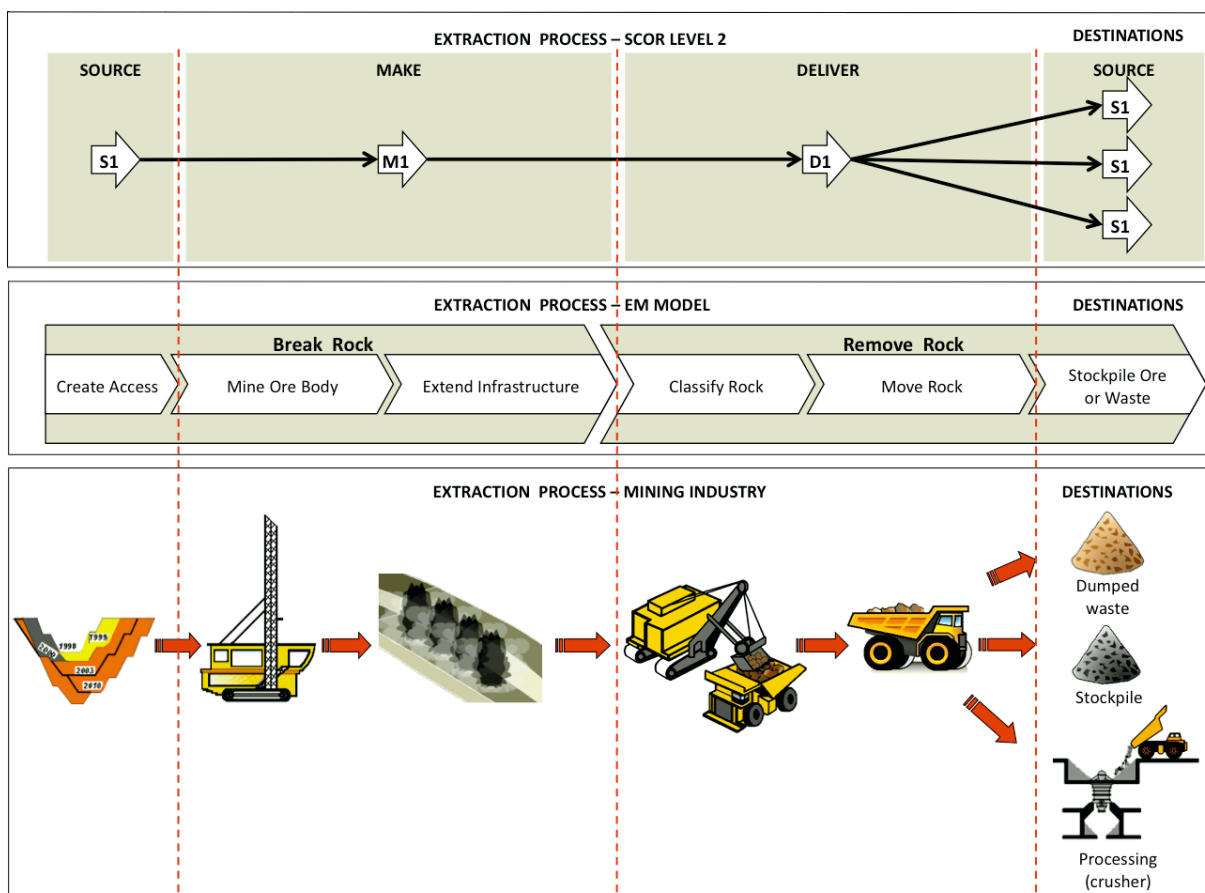 EXTRACTION PROCESS – SCOR LEVEL 2
DESTINATIONS
SOURCE
MAKE
DELIVER
SOURCE
S1
M1
D1
S1
S1
S1
EXTRACTION PROCESS – EM MODEL
DESTINATIONS
Break Rock
Remove Rock
Create Access
Mine Ore Body
Extend Infrastructure
Classify Rock
Move Rock
Stockpile Ore
or Waste
EXTRACTION PROCESS – MINING INDUSTRY
DESTINATIONS
1998
1999
2000
2003
2010
Dumped
waste
Stockpile
Processing
(crusher)